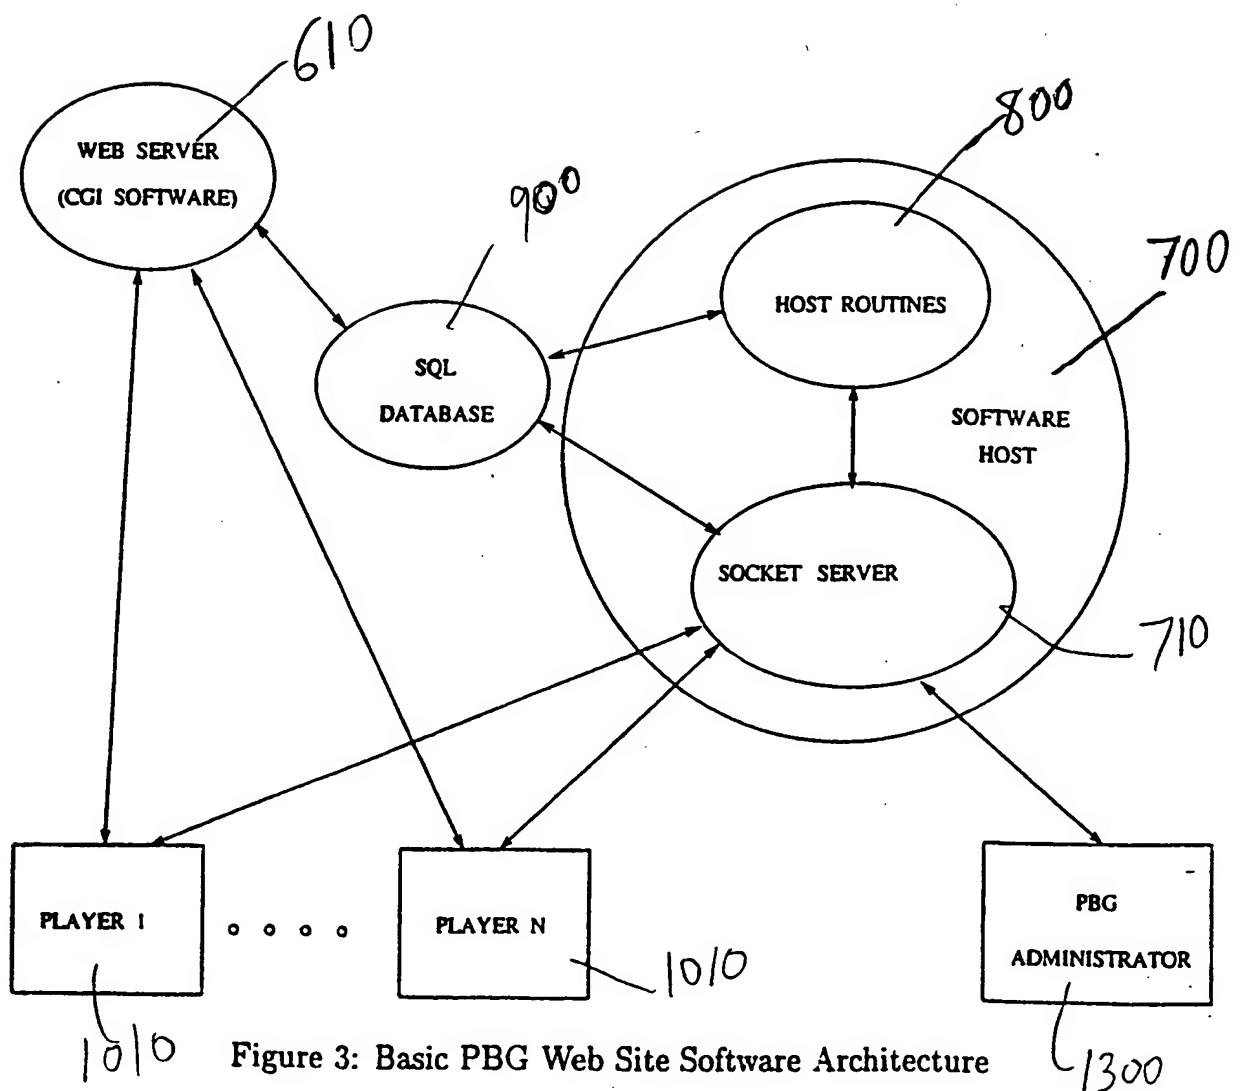 610
WEB SERVER
(CGI SOFTWARE)
800
900
700
HOST ROUTINES
SQL
DATABASE
SOFTWARE
HOST
SOCKET SERVER
710
PLAYER 1
PLAYER N
PBG
ADMINISTRATOR
1010
1010
1300
Figure 3: Basic PBG Web Site Software Architecture